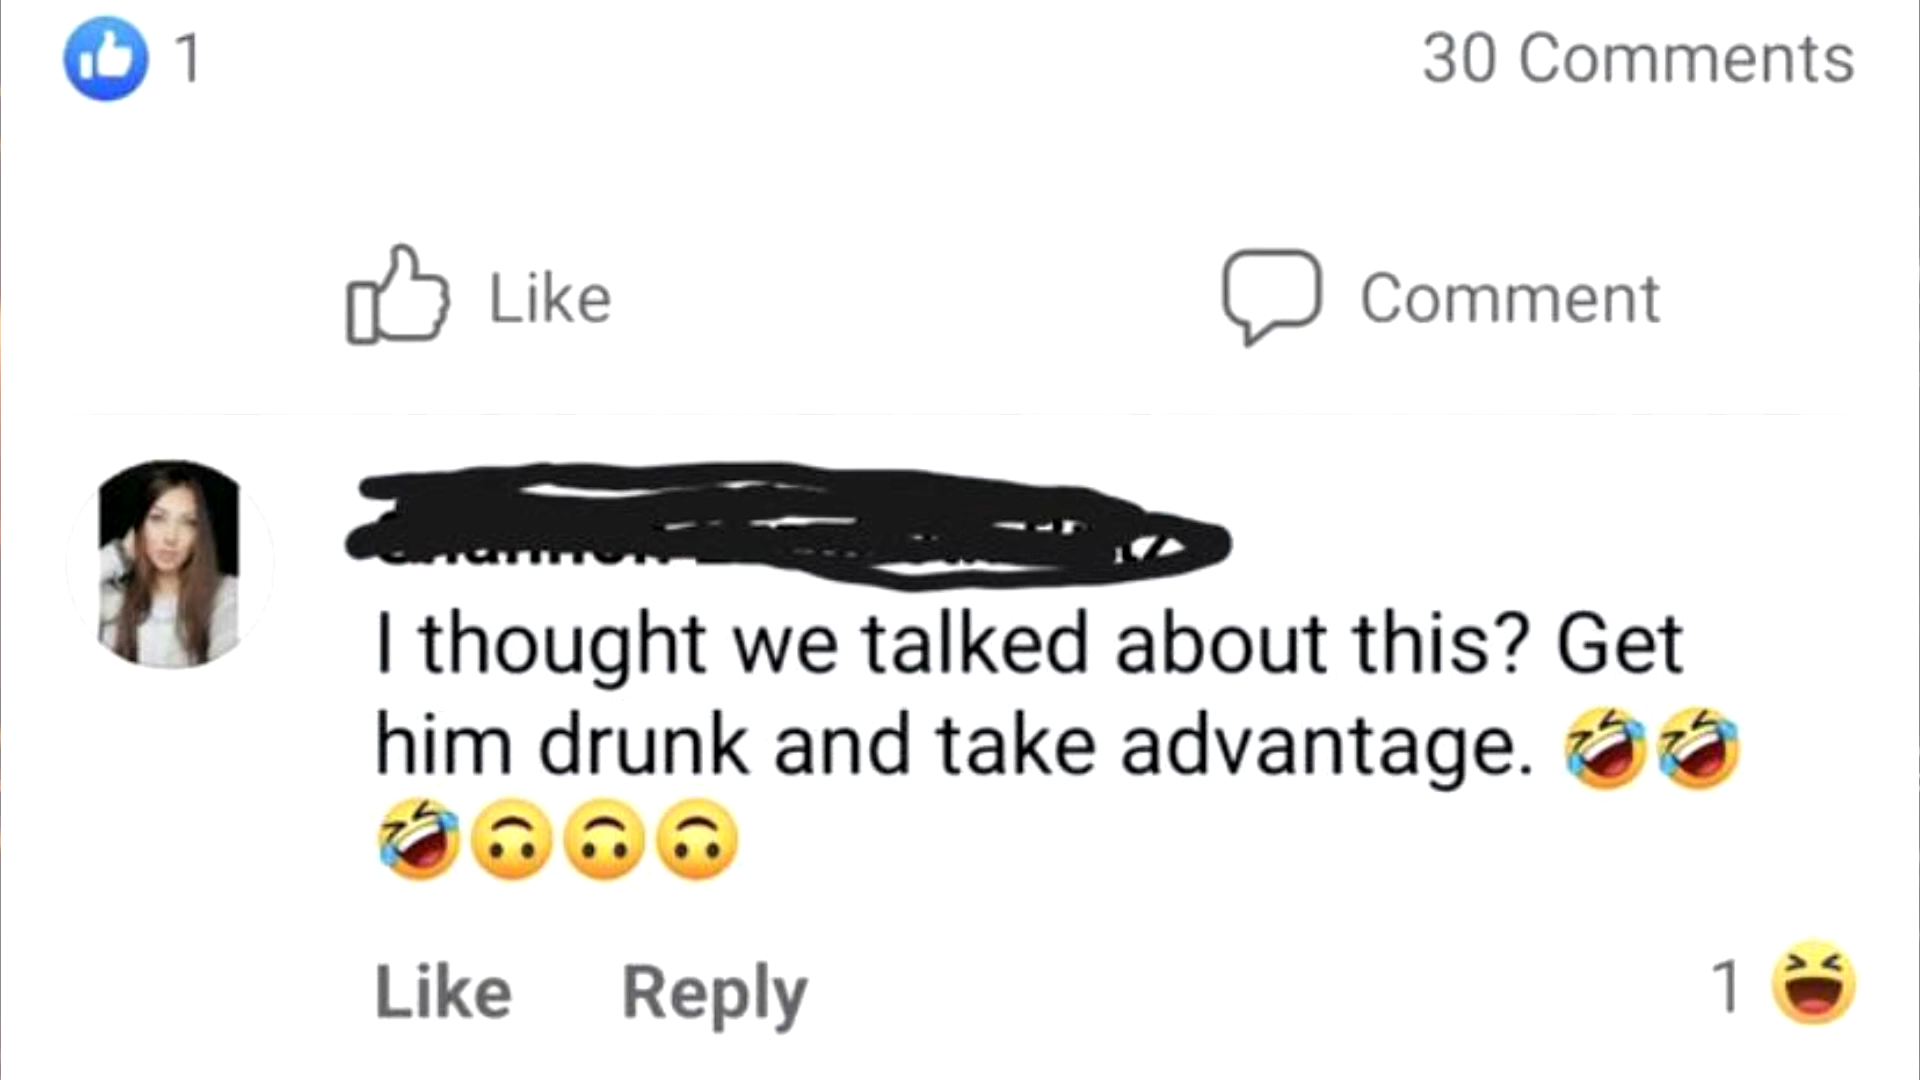 1 30 Comments
Like Comment
I thought we talked about this? Get
him drunk and take advantage. 🤣🤣
🤣🙃🙃🙃
Like Reply 1